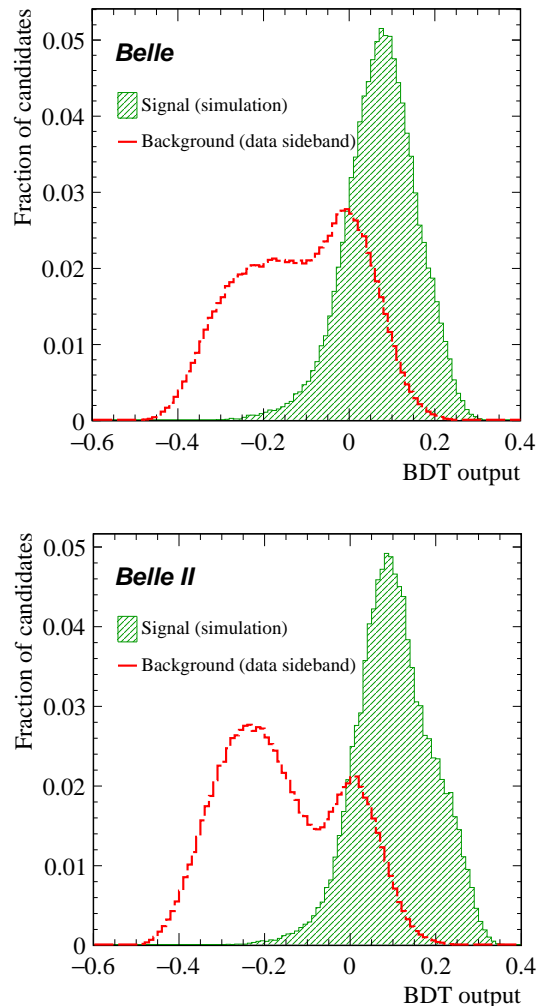 Fraction of candidates
0.05
0.04
0.03
0.02
0.01
0
Belle
Signal (simulation)
Background (data sideband)
−0.6 −0.4 −0.2 0 0.2 0.4
BDT output
Fraction of candidates
0.05
0.04
0.03
0.02
0.01
0
Belle II
Signal (simulation)
Background (data sideband)
−0.6 −0.4 −0.2 0 0.2 0.4
BDT output